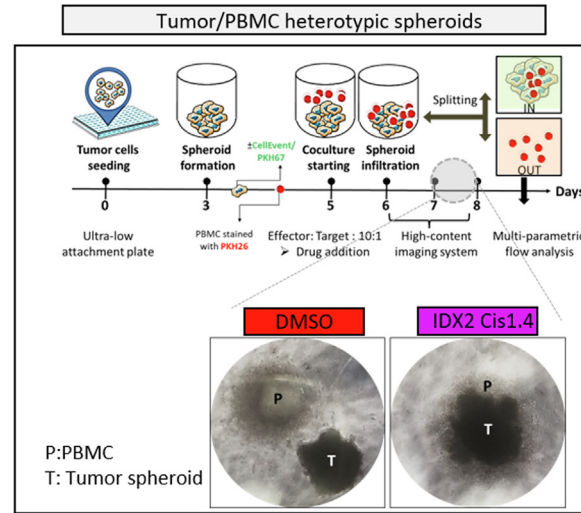 Tumor/PBMC heterotypic spheroids
Splitting
IN
OUT
Tumor cells
seeding
Spheroid
formation
±CellEvent/
PKH67
Coculture
starting
Spheroid
infiltration
Days
0
3
5
6
7
8
Ultra-low
attachment plate
PBMC stained
with PKH26
Effector: Target : 10:1
➢ Drug addition
High-content
imaging system
Multi-parametric
flow analysis
DMSO
IDX2 Cis1.4
P
T
P
T
P:PBMC
T: Tumor spheroid